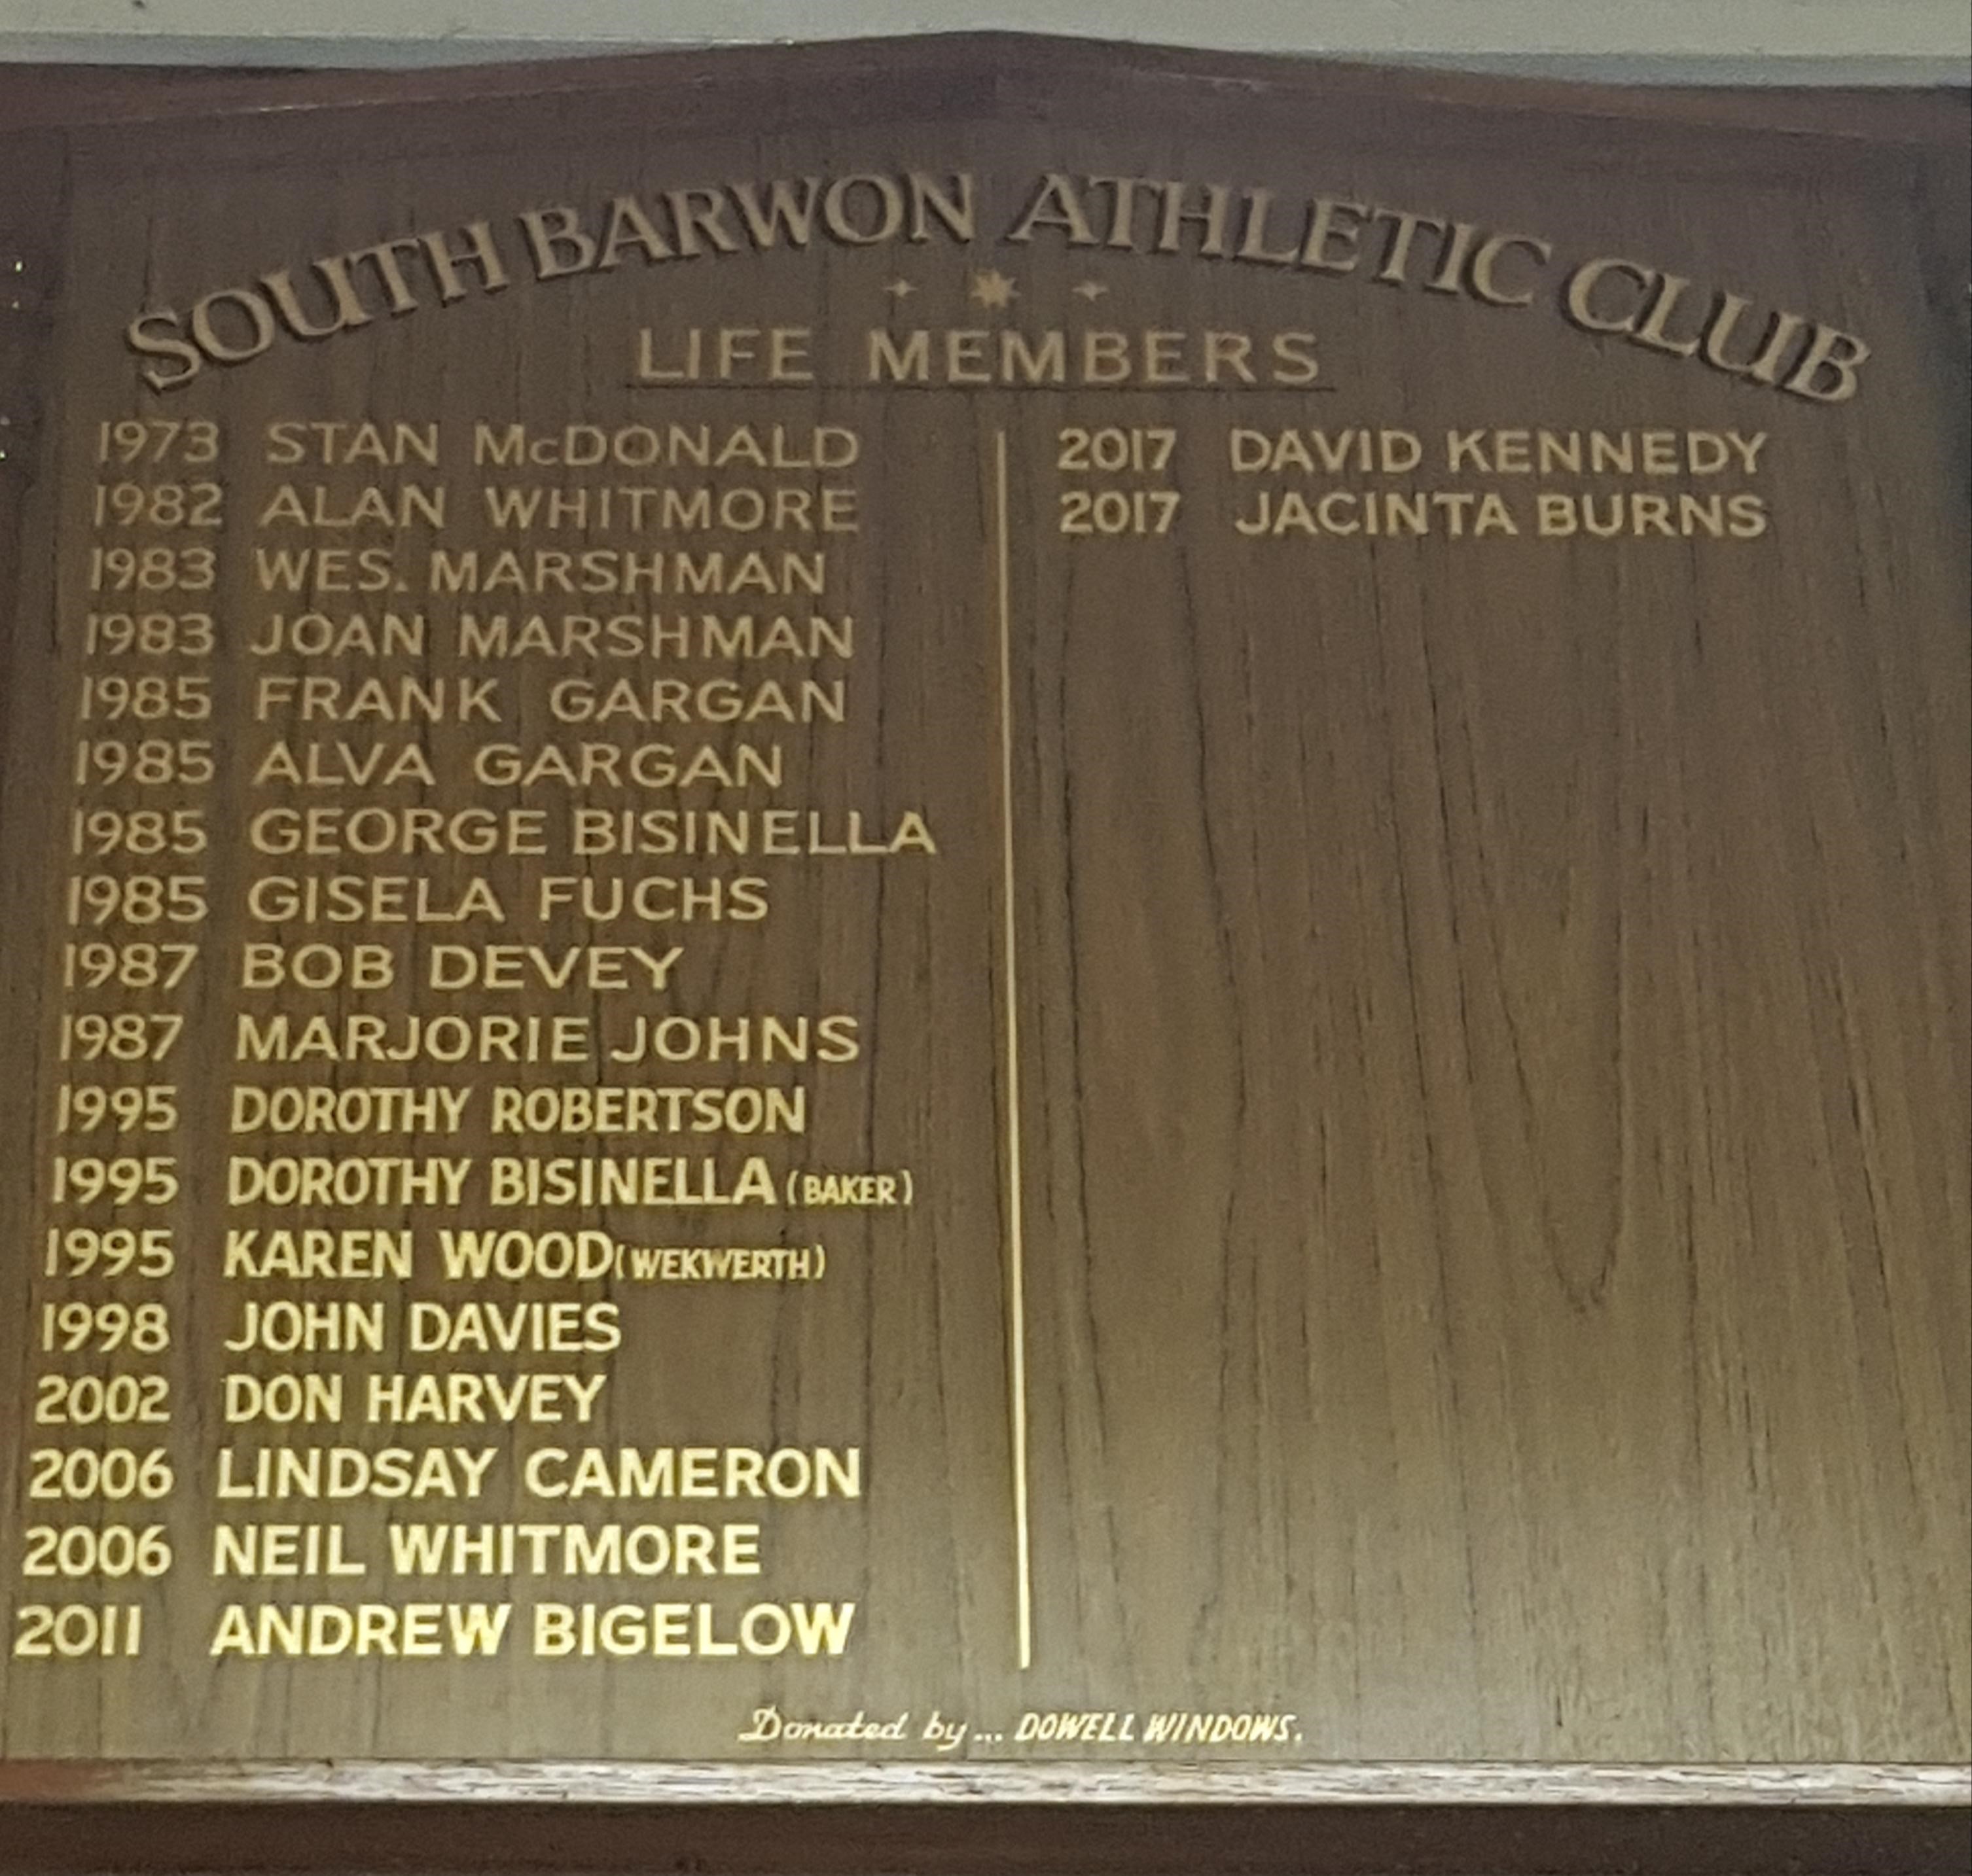 SOUTH BARWON ATHLETIC CLUB
LIFE MEMBERS
1973 STAN McDONALD
1982 ALAN WHITMORE
1983 WES. MARSHMAN
1983 JOAN MARSHMAN
1985 FRANK GARGAN
1985 ALVA GARGAN
1985 GEORGE BISINELLA
1985 GISELA FUCHS
1987 BOB DEVEY
1987 MARJORIE JOHNS
1995 DOROTHY ROBERTSON
1995 DOROTHY BISINELLA (BAKER)
1995 KAREN WOOD (WEKWERTH)
1998 JOHN DAVIES
2002 DON HARVEY
2006 LINDSAY CAMERON
2006 NEIL WHITMORE
2011 ANDREW BIGELOW
2017 DAVID KENNEDY
2017 JACINTA BURNS
Donated by... DOWELL WINDOWS.